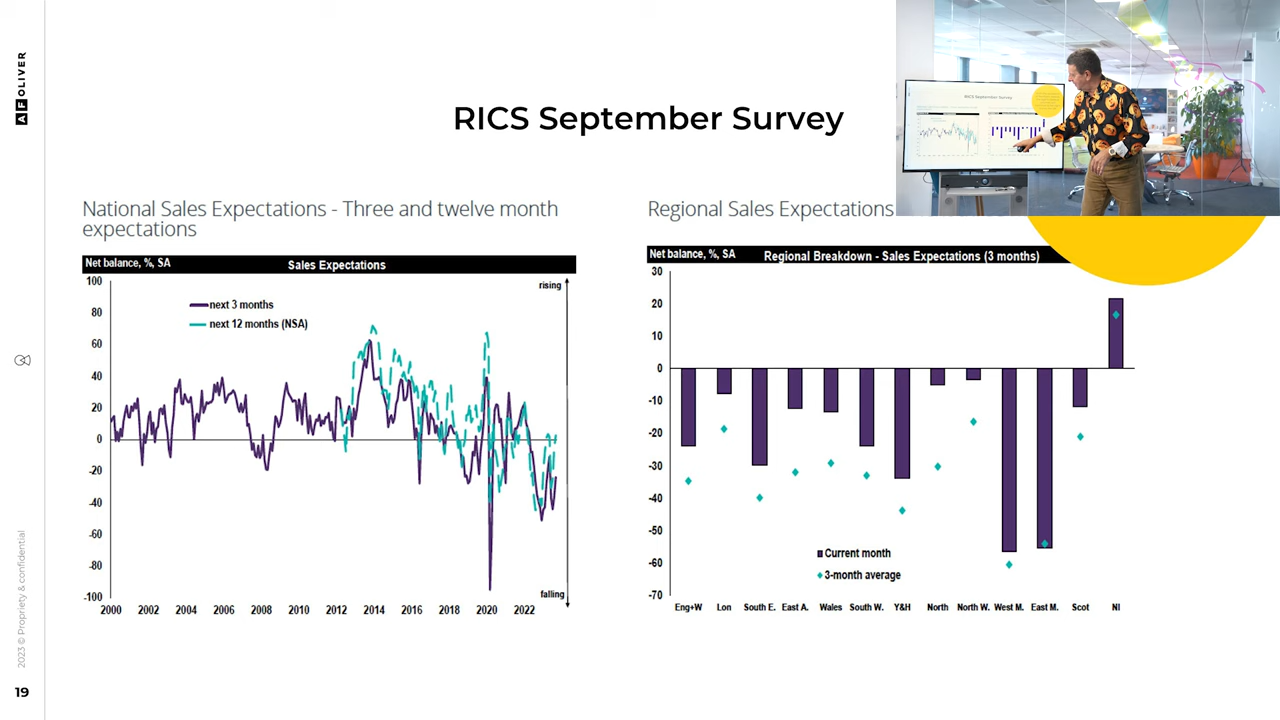 AF OLIVER
2023 © Propriety & confidential
19
RICS September Survey
National Sales Expectations - Three and twelve month
expectations
Net balance, %, SA
Sales Expectations
rising
next 3 months
next 12 months (NSA)
100
80
60
40
20
0
-20
-40
-60
-80
-100
falling
2000 2002 2004 2006 2008 2010 2012 2014 2016 2018 2020 2022
Regional Sales Expectations
Net balance, %, SA
Regional Breakdown - Sales Expectations (3 months)
30
20
10
0
-10
-20
-30
-40
-50
-60
-70
Current month
3-month average
Eng+W Lon South E. East A. Wales South W. Y&H North North W. West M. East M. Scot NI
RICS September Survey